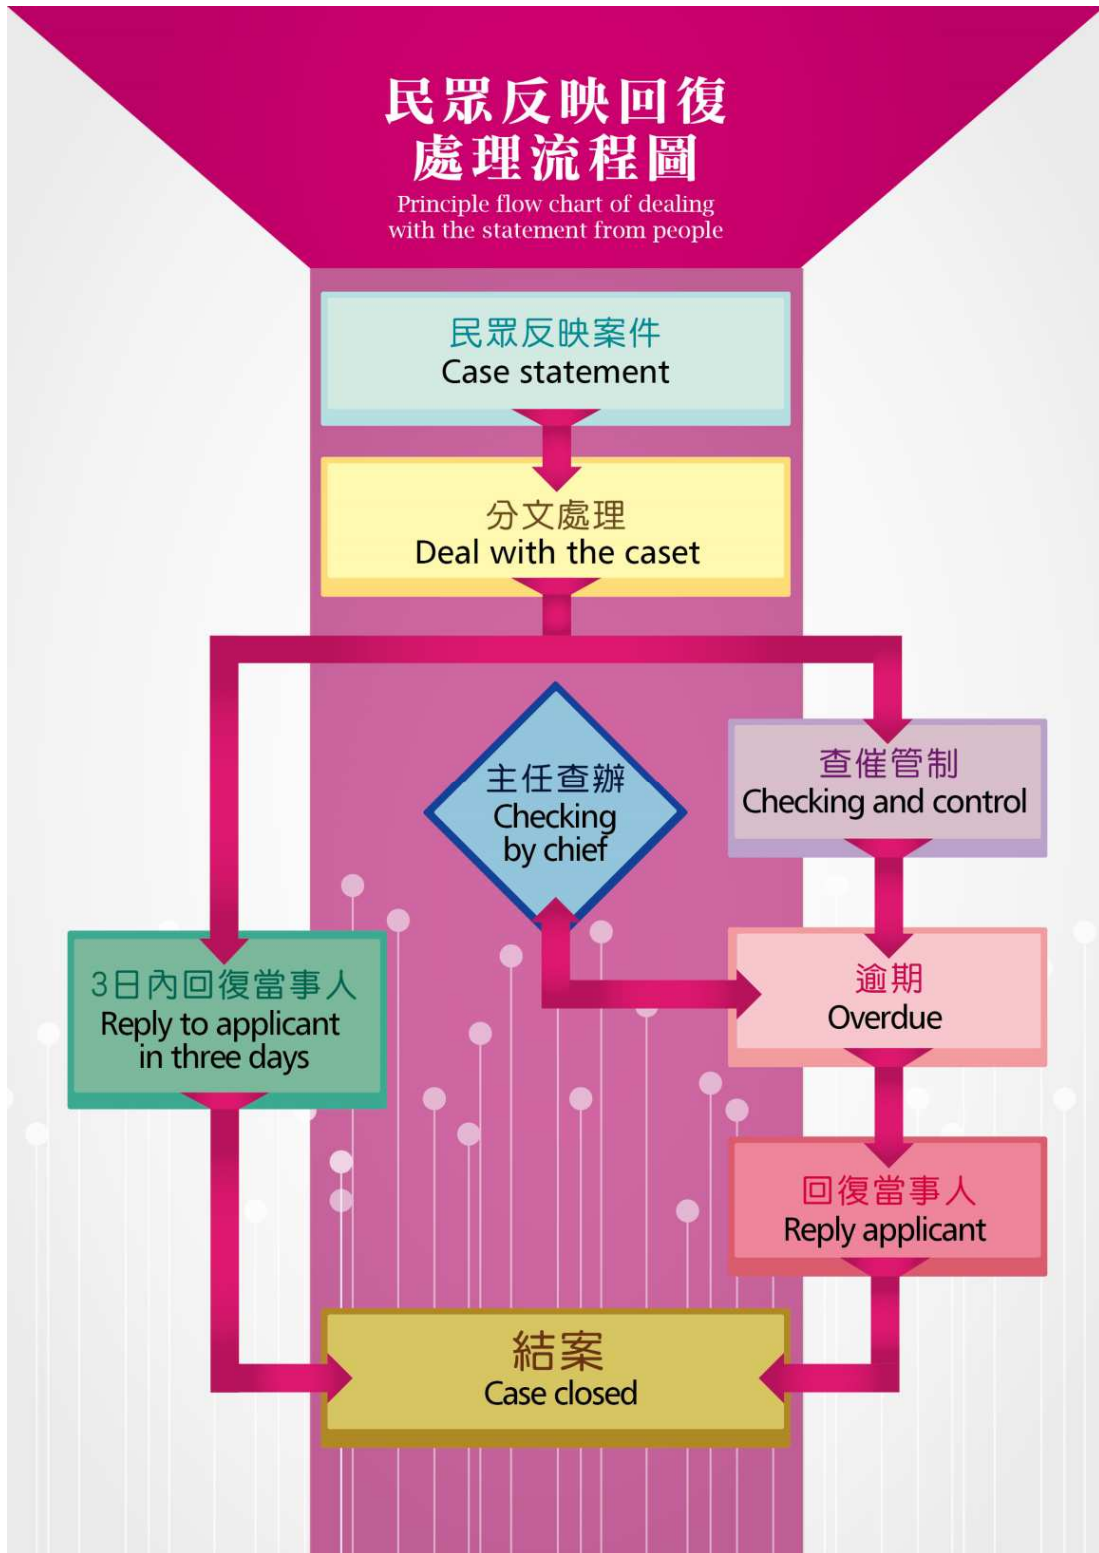 民眾反映回復
處理流程圖
Principle flow chart of dealing
with the statement from people
民眾反映案件
Case statement
分文處理
Deal with the caset
主任查辦
Checking
by chief
查催管制
Checking and control
3日內回復當事人
Reply to applicant
in three days
逾期
Overdue
回復當事人
Reply applicant
結案
Case closed